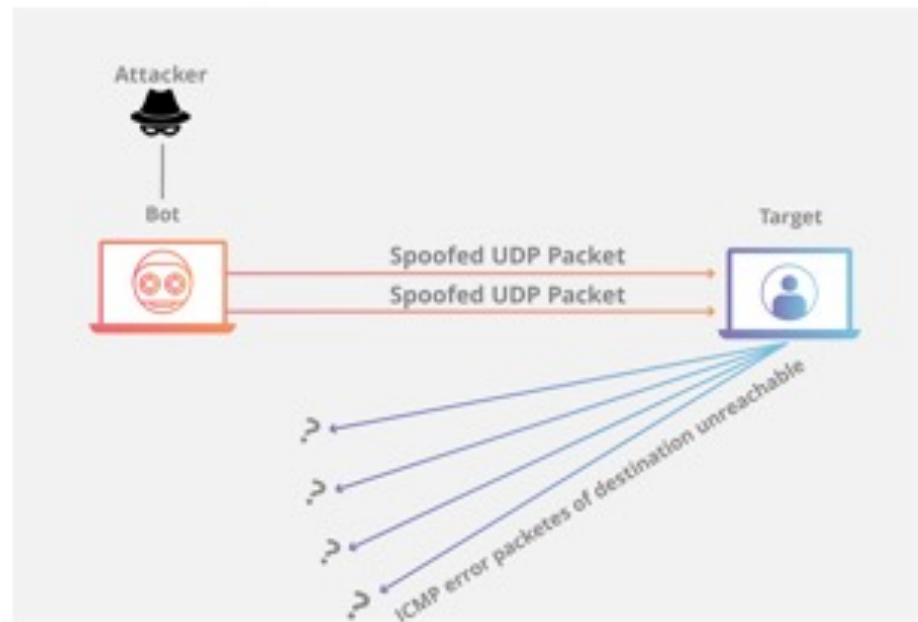 Attacker
Bot
Target
Spoofed UDP Packet
Spoofed UDP Packet
?
?
?
?
ICMP error packetes of destination unreachable